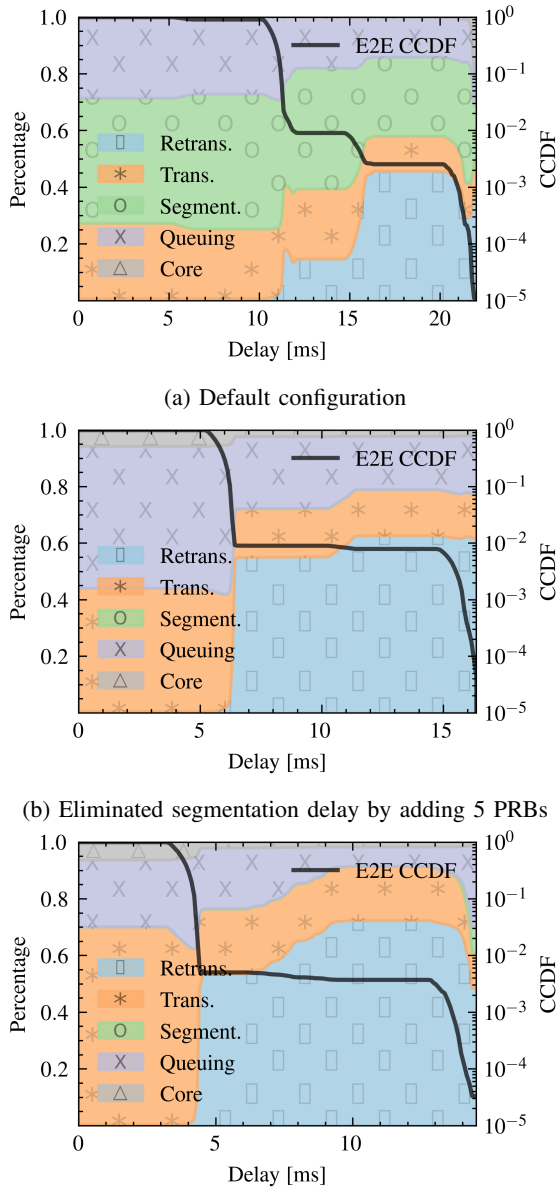 1.0
0.8
0.6
0.4
0.2
Percentage
E2E CCDF
Retrans.
Trans.
Segment.
Queuing
Core
10^0
10^-1
10^-2
10^-3
10^-4
10^-5
CCDF
0 5 10 15 20
Delay [ms]
(a) Default configuration
1.0
0.8
0.6
0.4
0.2
Percentage
E2E CCDF
Retrans.
Trans.
Segment.
Queuing
Core
10^0
10^-1
10^-2
10^-3
10^-4
10^-5
CCDF
0 5 10 15
Delay [ms]
(b) Eliminated segmentation delay by adding 5 PRBs
1.0
0.8
0.6
0.4
0.2
Percentage
E2E CCDF
Retrans.
Trans.
Segment.
Queuing
Core
10^0
10^-1
10^-2
10^-3
10^-4
10^-5
CCDF
0 5 10
Delay [ms]